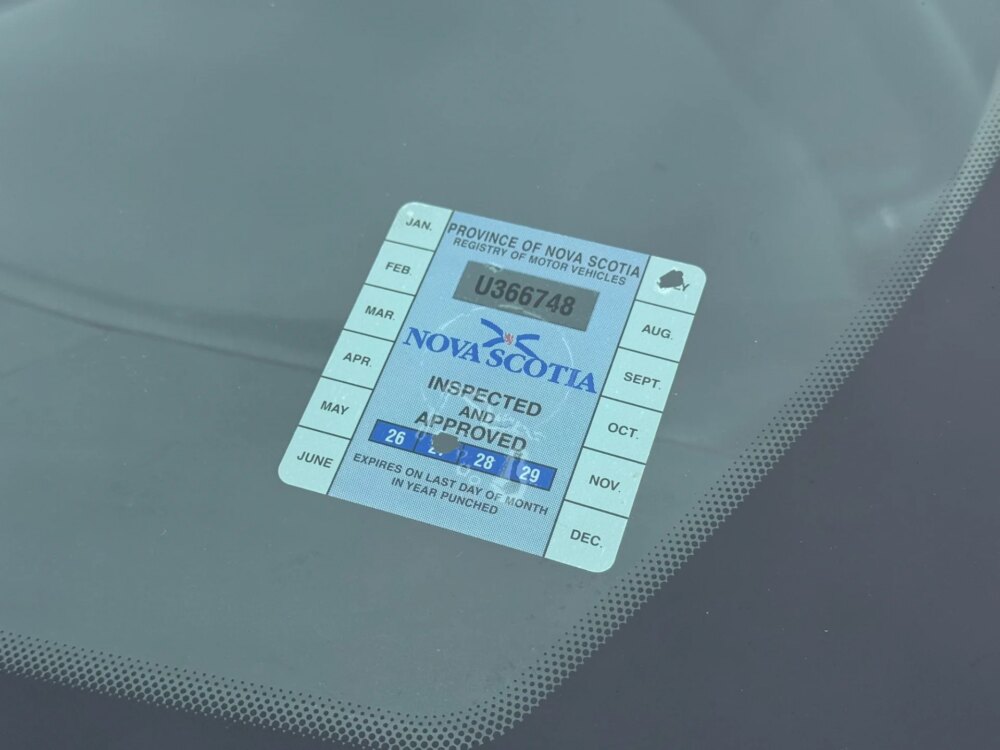 PROVINCE OF NOVA SCOTIA
REGISTRY OF MOTOR VEHICLES
U366748
NOVA SCOTIA
INSPECTED
AND
APPROVED
26 28 29
EXPIRES ON LAST DAY OF MONTH
IN YEAR PUNCHED
JAN.
FEB.
MAR.
APR.
MAY
JUNE
AUG.
SEPT.
OCT.
NOV.
DEC.